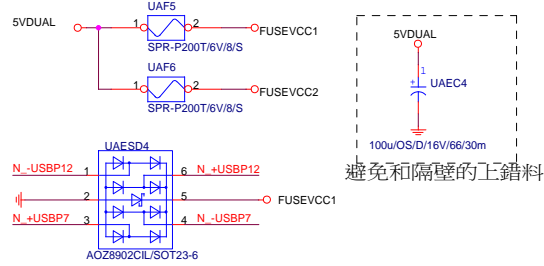 UAF5
5VDUAL
1
2
FUSEVCC1
SPR-P200T/6V/8/S
UAF6
1
2
FUSEVCC2
SPR-P200T/6V/8/S
5VDUAL
1
+
UAEC4
100u/OS/D/16V/66/30m
避免和隔壁的上錯料
UAESD4
N_-USBP12
1
6
N_+USBP12
2
5
FUSEVCC1
N_+USBP7
3
4
N_-USBP7
AOZ8902CIL/SOT23-6